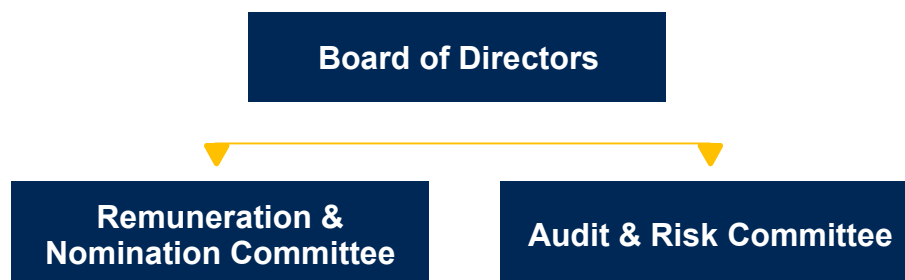 Board of Directors
Remuneration &
Nomination Committee
Audit & Risk Committee